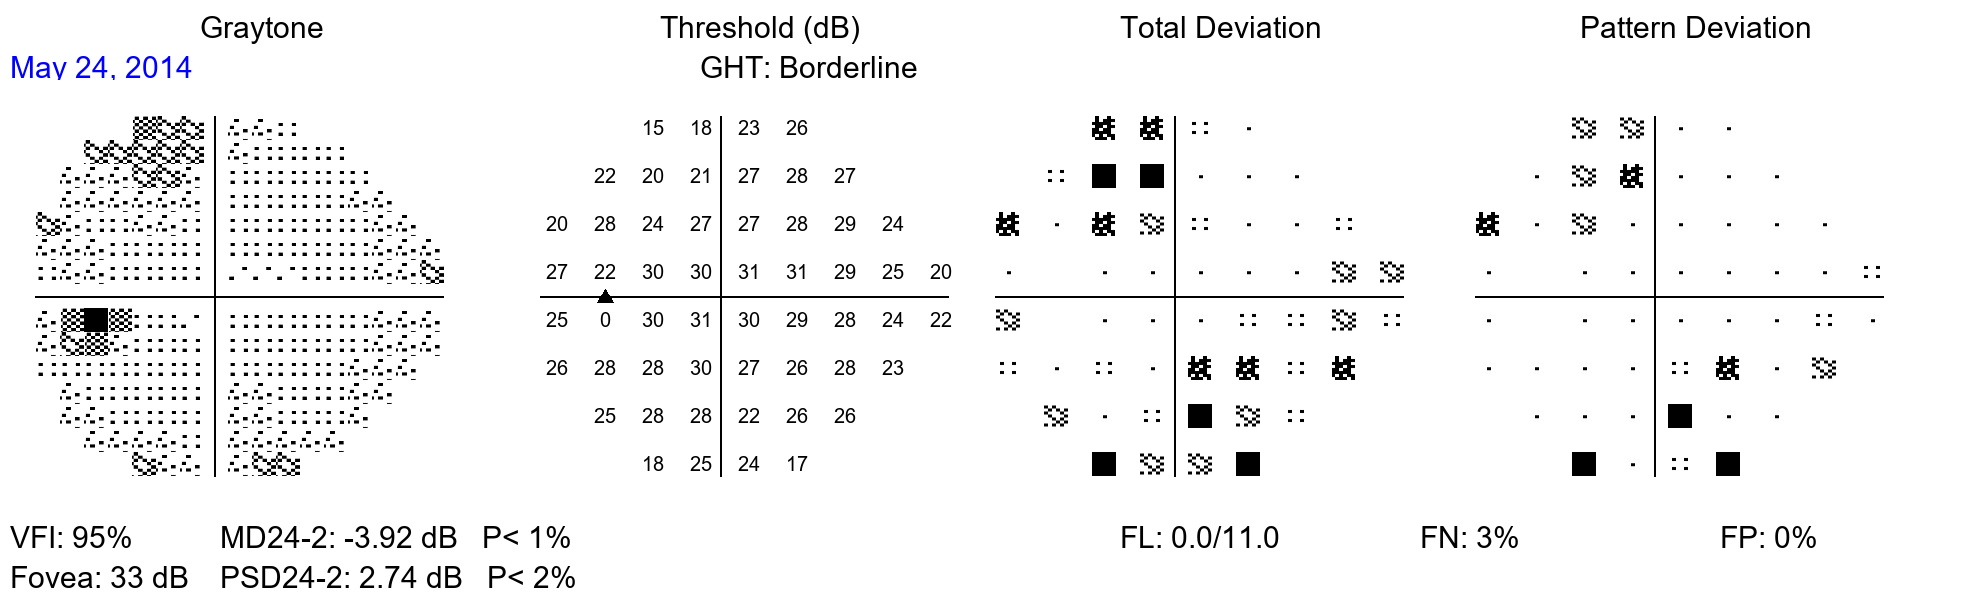 Graytone Threshold (dB) Total Deviation Pattern Deviation
May 24, 2014 GHT: Borderline
15 18 23 26
22 20 21 27 28 27
20 28 24 27 27 28 29 24
27 22 30 30 31 31 29 25 20
25 0 30 31 30 29 28 24 22
26 28 28 30 27 26 28 23
25 28 28 22 26 26
18 25 24 17
VFI: 95% MD24-2: -3.92 dB P< 1% FL: 0.0/11.0 FN: 3% FP: 0%
Fovea: 33 dB PSD24-2: 2.74 dB P< 2%